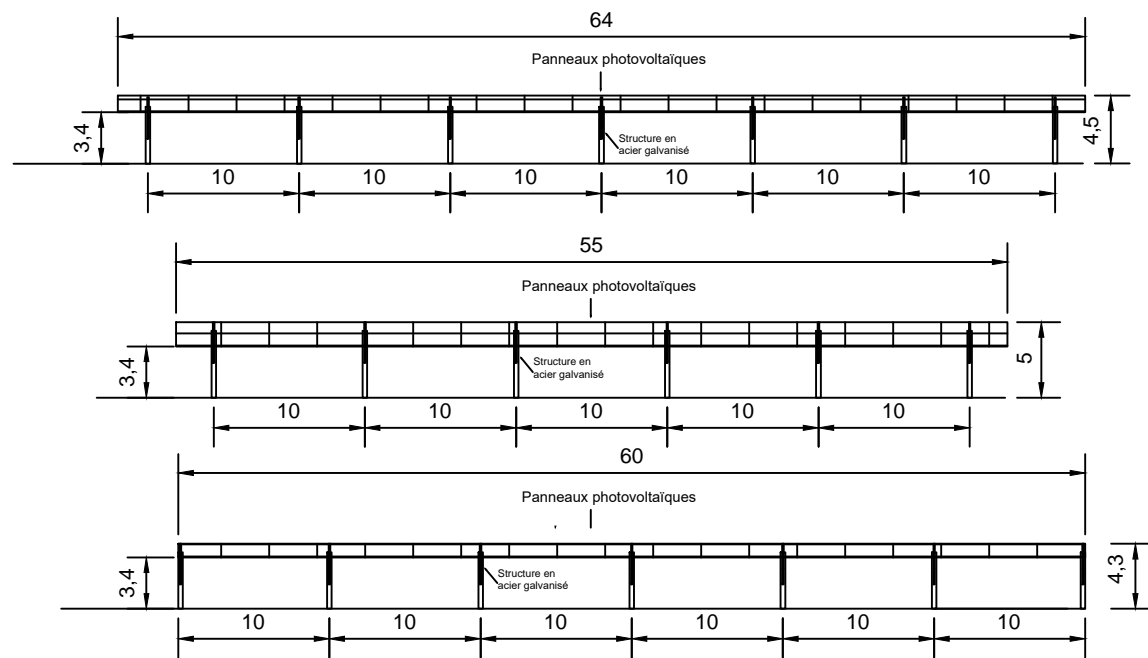 64
Panneaux photovoltaïques
3,4
Structure en
acier galvanisé
4,5
10 10 10 10 10 10
55
Panneaux photovoltaïques
3,4
Structure en
acier galvanisé
5
10 10 10 10 10
60
Panneaux photovoltaïques
3,4
Structure en
acier galvanisé
4,3
10 10 10 10 10 10